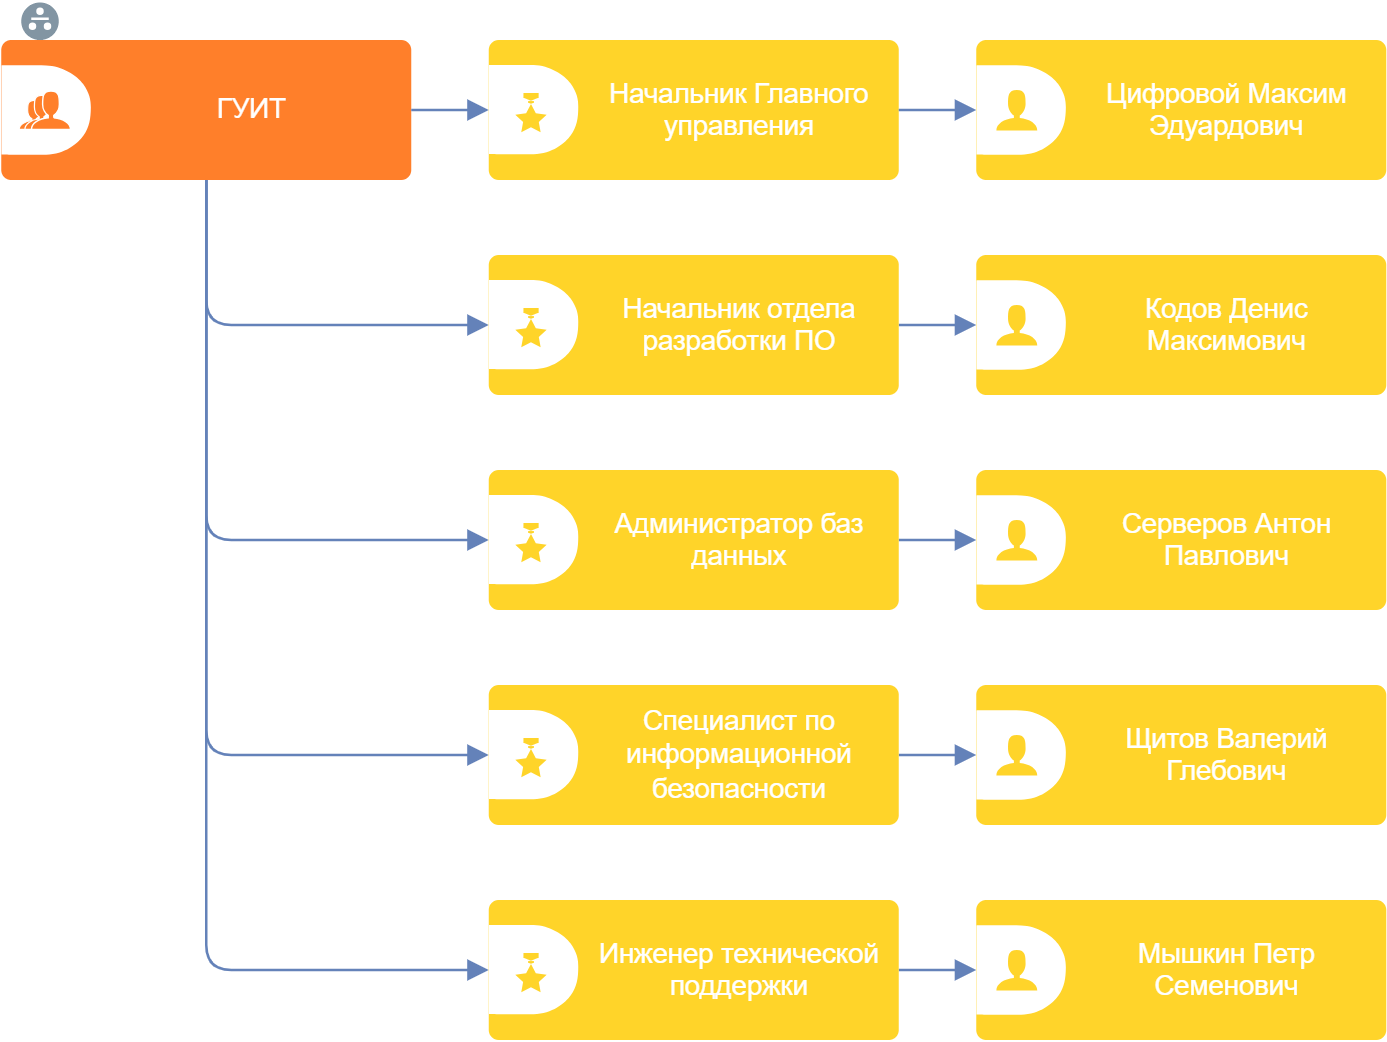 ГУИТ
Начальник Главного
управления
Цифровой Максим
Эдуардович
Начальник отдела
разработки ПО
Кодов Денис
Максимович
Администратор баз
данных
Серверов Антон
Павлович
Специалист по
информационной
безопасности
Щитов Валерий
Глебович
Инженер технической
поддержки
Мышкин Петр
Семенович